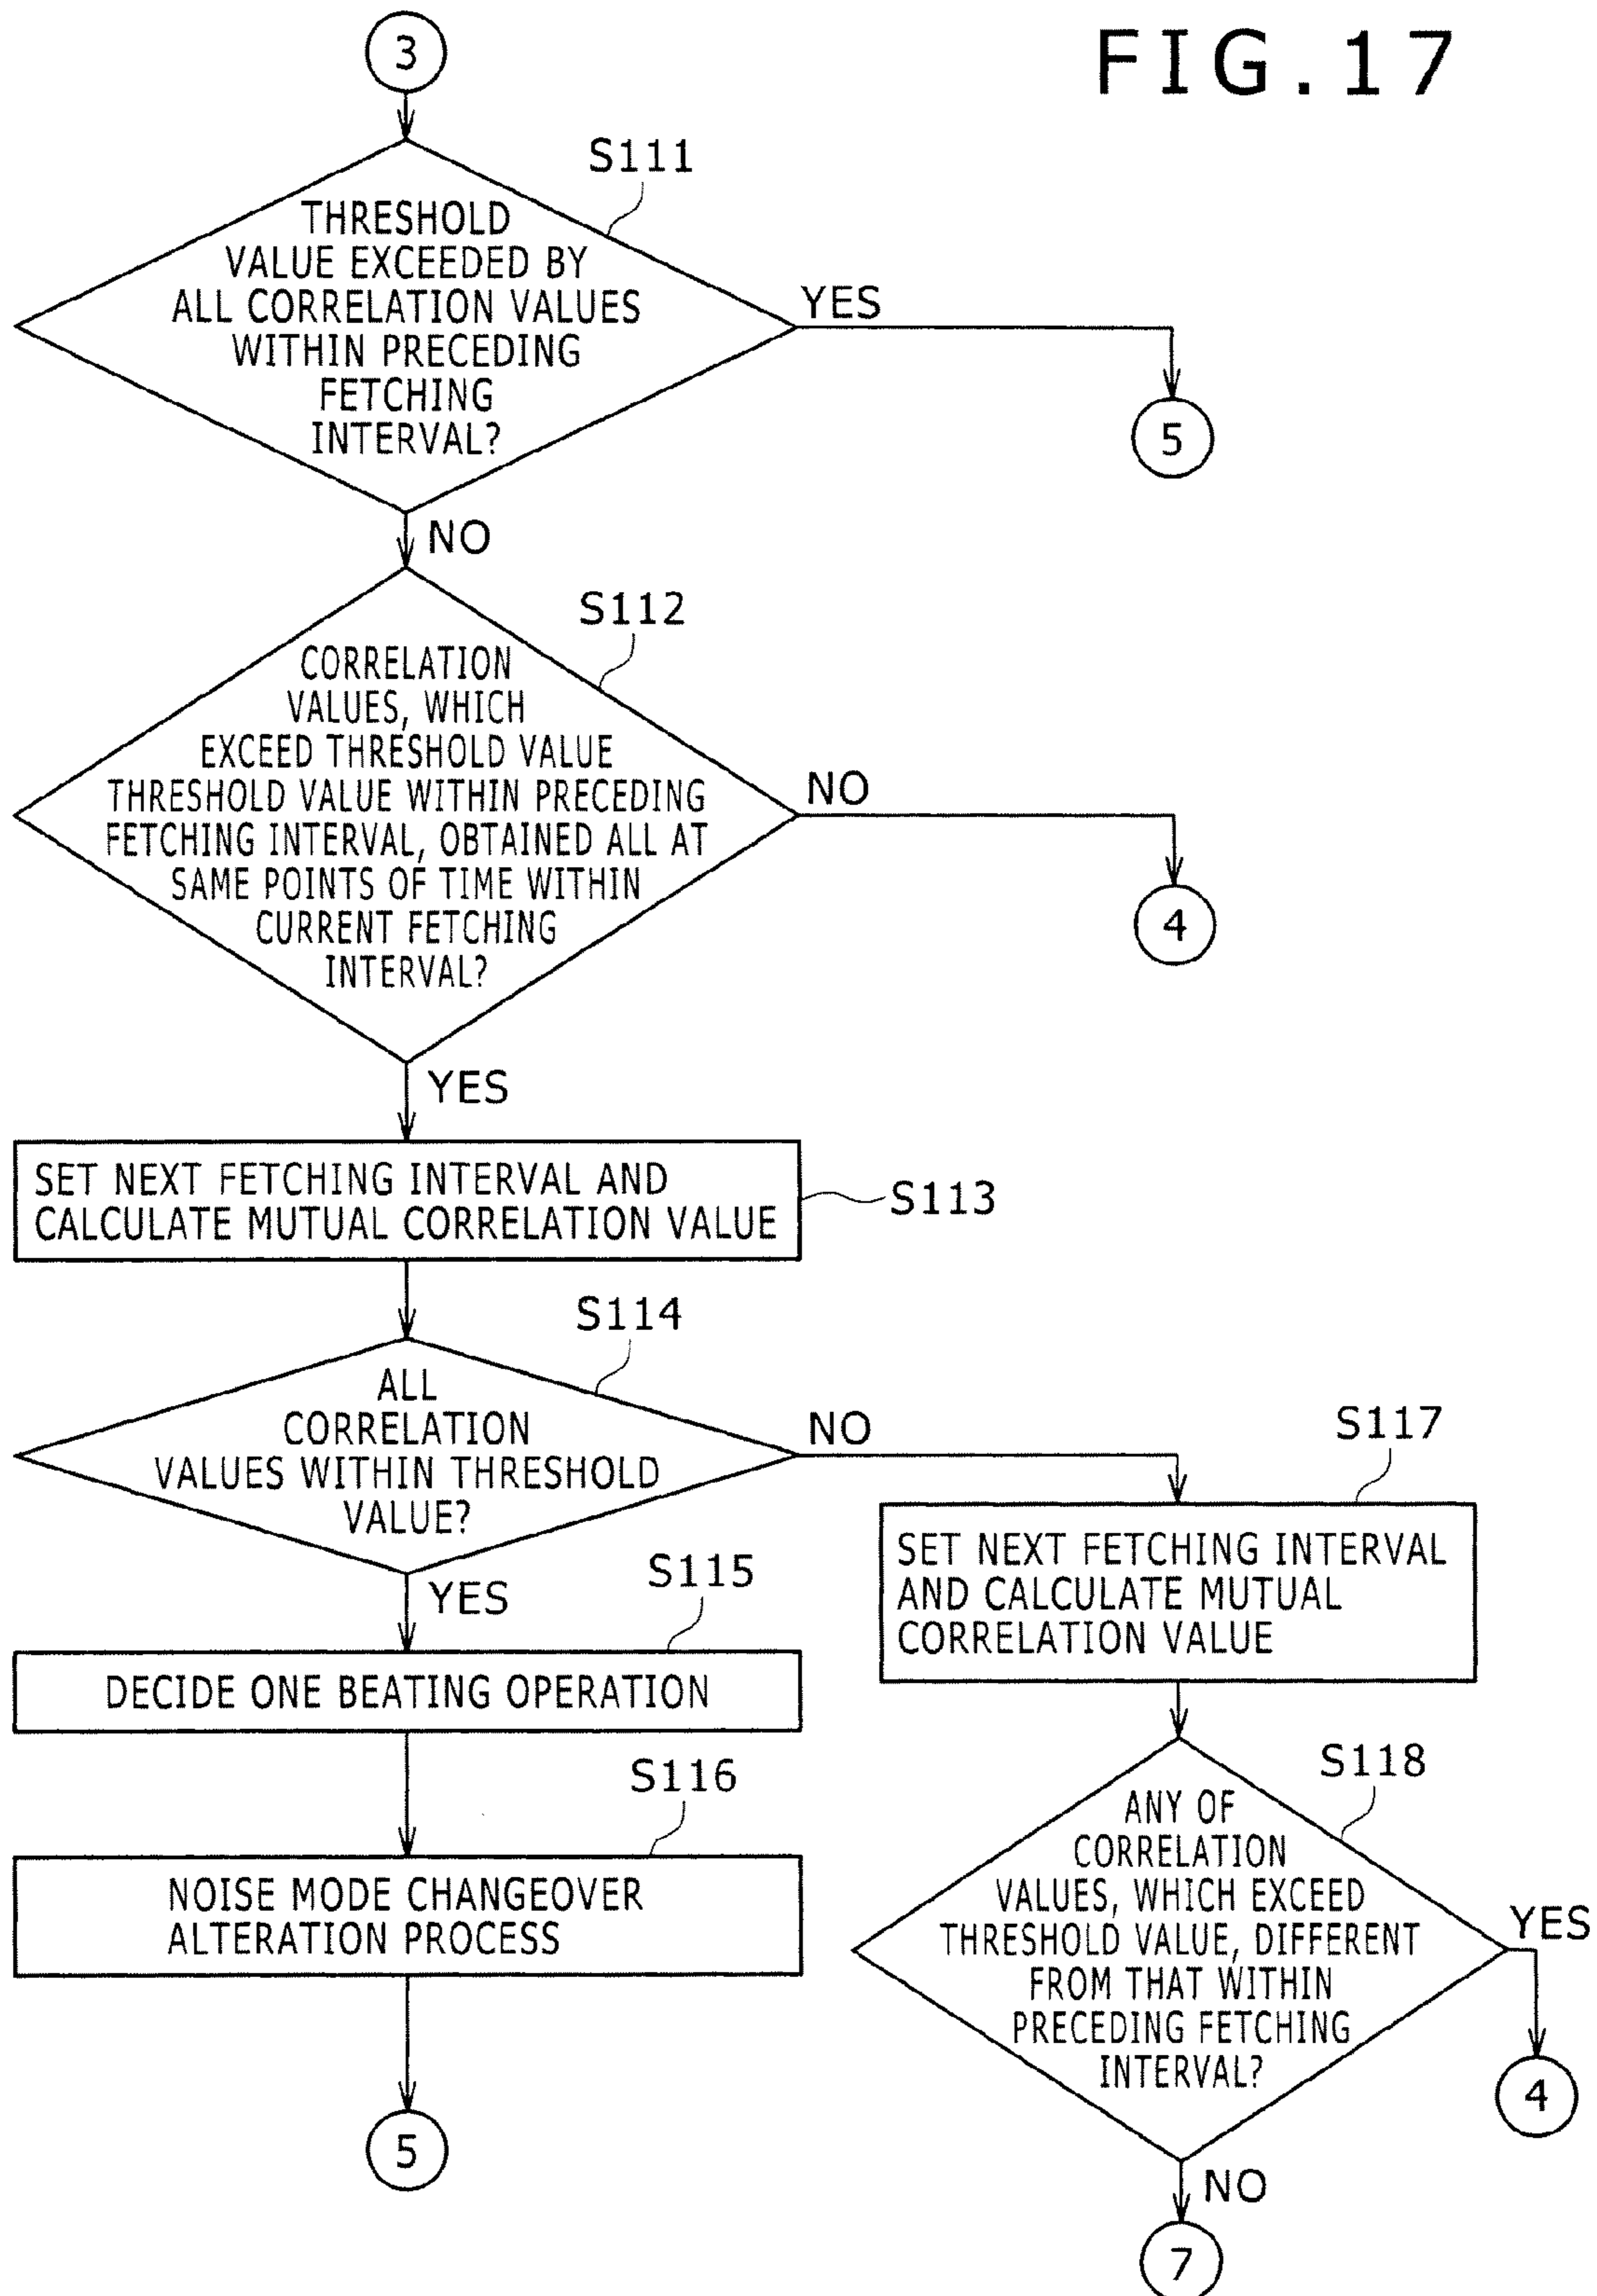 FIG.17
3
S111
THRESHOLD
VALUE EXCEEDED BY
ALL CORRELATION VALUES
WITHIN PRECEDING
FETCHING
INTERVAL?
YES
5
NO
S112
CORRELATION
VALUES, WHICH
EXCEED THRESHOLD VALUE
THRESHOLD VALUE WITHIN PRECEDING
FETCHING INTERVAL, OBTAINED ALL AT
SAME POINTS OF TIME WITHIN
CURRENT FETCHING
INTERVAL?
NO
4
YES
SET NEXT FETCHING INTERVAL AND
CALCULATE MUTUAL CORRELATION VALUE
S113
S114
ALL
CORRELATION
VALUES WITHIN THRESHOLD
VALUE?
NO
YES
S115
DECIDE ONE BEATING OPERATION
S116
NOISE MODE CHANGEOVER
ALTERATION PROCESS
5
S117
SET NEXT FETCHING INTERVAL
AND CALCULATE MUTUAL
CORRELATION VALUE
S118
ANY OF
CORRELATION
VALUES, WHICH EXCEED
THRESHOLD VALUE, DIFFERENT
FROM THAT WITHIN
PRECEDING FETCHING
INTERVAL?
YES
4
NO
7